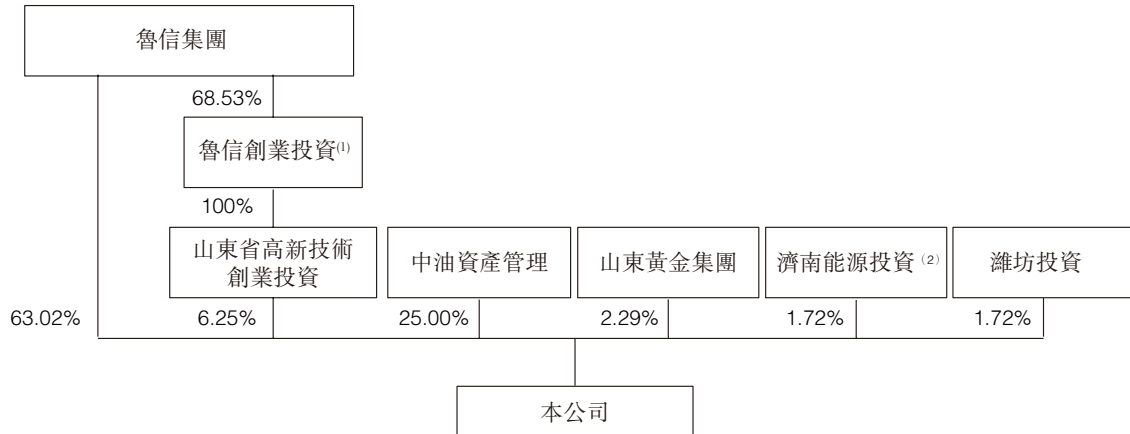 魯信集團
68.53%
魯信創業投資(1)
100%
山東省高新技術
創業投資
中油資產管理
山東黃金集團
濟南能源投資(2)
濰坊投資
63.02%
6.25%
25.00%
2.29%
1.72%
1.72%
本公司